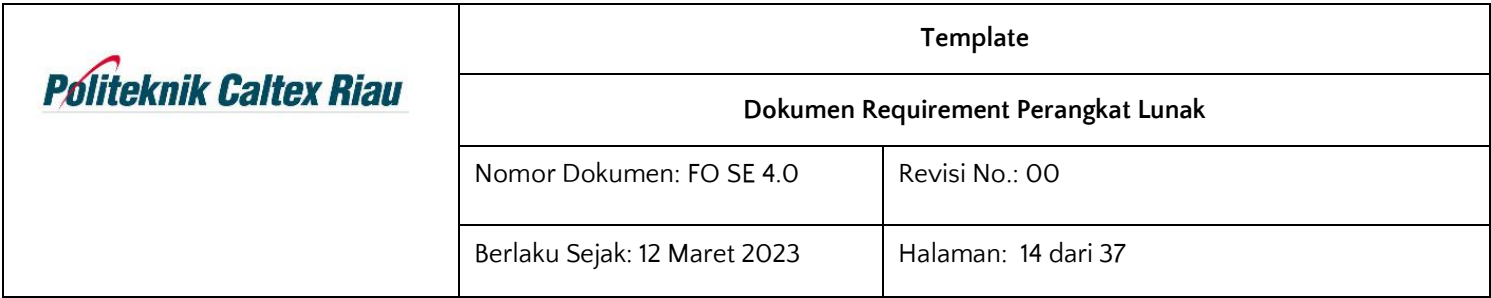 Politeknik Caltex Riau
Template
Dokumen Requirement Perangkat Lunak
Nomor Dokumen: FO SE 4.0
Revisi No.: 00
Berlaku Sejak: 12 Maret 2023
Halaman: 14 dari 37